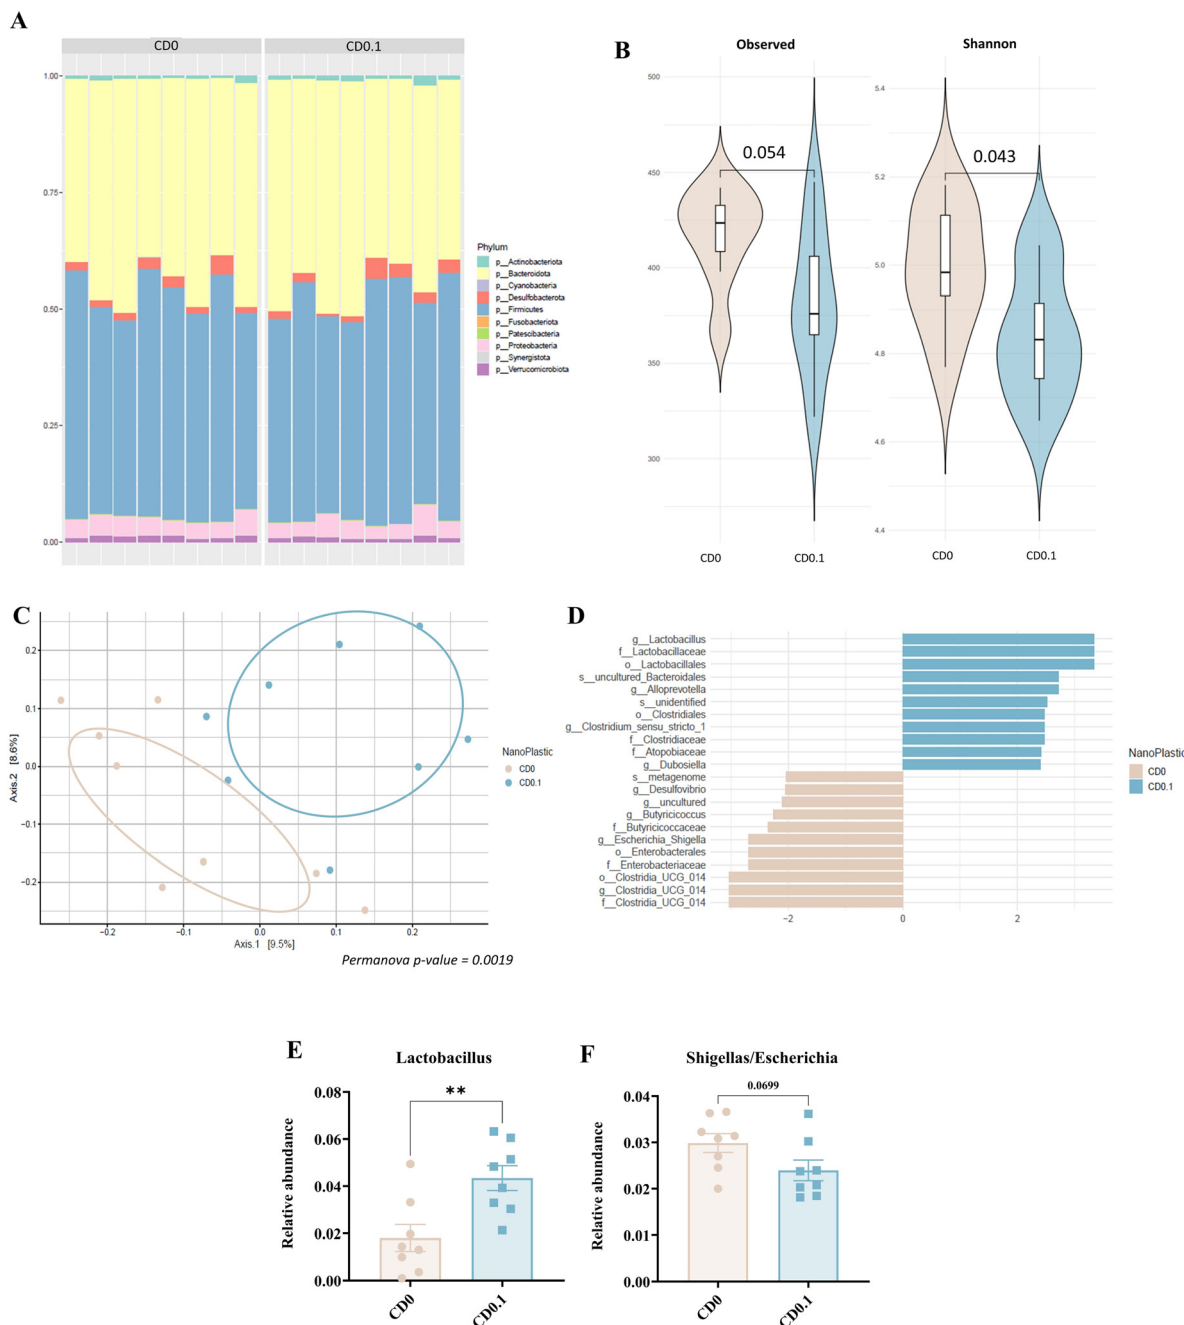 A
CD0
CD0.1
1.00
0.75
0.50
0.25
0.00
Phylum
p__Actinobacteriota
p__Bacteroidota
p__Cyanobacteria
p__Desulfobacterota
p__Firmicutes
p__Fusobacteriota
p__Patescibacteria
p__Proteobacteria
p__Synergistota
p__Verrucomicrobiota
B
Observed
Shannon
500
450
400
350
300
0.054
CD0
CD0.1
5.4
5.2
5.0
4.8
4.6
4.4
0.043
CD0
CD0.1
C
0.2
0.1
0.0
−0.1
−0.2
Axis.2 [8.6%]
−0.2
−0.1
0.0
0.1
0.2
Axis.1 [9.5%]
NanoPlastic
CD0
CD0.1
Permanova p-value = 0.0019
D
g__Lactobacillus
f__Lactobacillaceae
o__Lactobacillales
s__uncultured_Bacteroidales
g__Alloprevotella
s__unidentified
o__Clostridiales
g__Clostridium_sensu_stricto_1
f__Clostridiaceae
f__Atopobiaceae
g__Dubosiella
s__metagenome
g__Desulfovibrio
g__uncultured
g__Butyricicoccus
f__Butyricicoccaceae
g__Escherichia_Shigella
o__Enterobacterales
f__Enterobacteriaceae
o__Clostridia_UCG_014
g__Clostridia_UCG_014
f__Clostridia_UCG_014
−2
0
2
NanoPlastic
CD0
CD0.1
E
Lactobacillus
**
0.08
0.06
0.04
0.02
0.00
Relative abundance
CD0
CD0.1
F
Shigellas/Escherichia
0.0699
0.04
0.03
0.02
0.01
0.00
Relative abundance
CD0
CD0.1